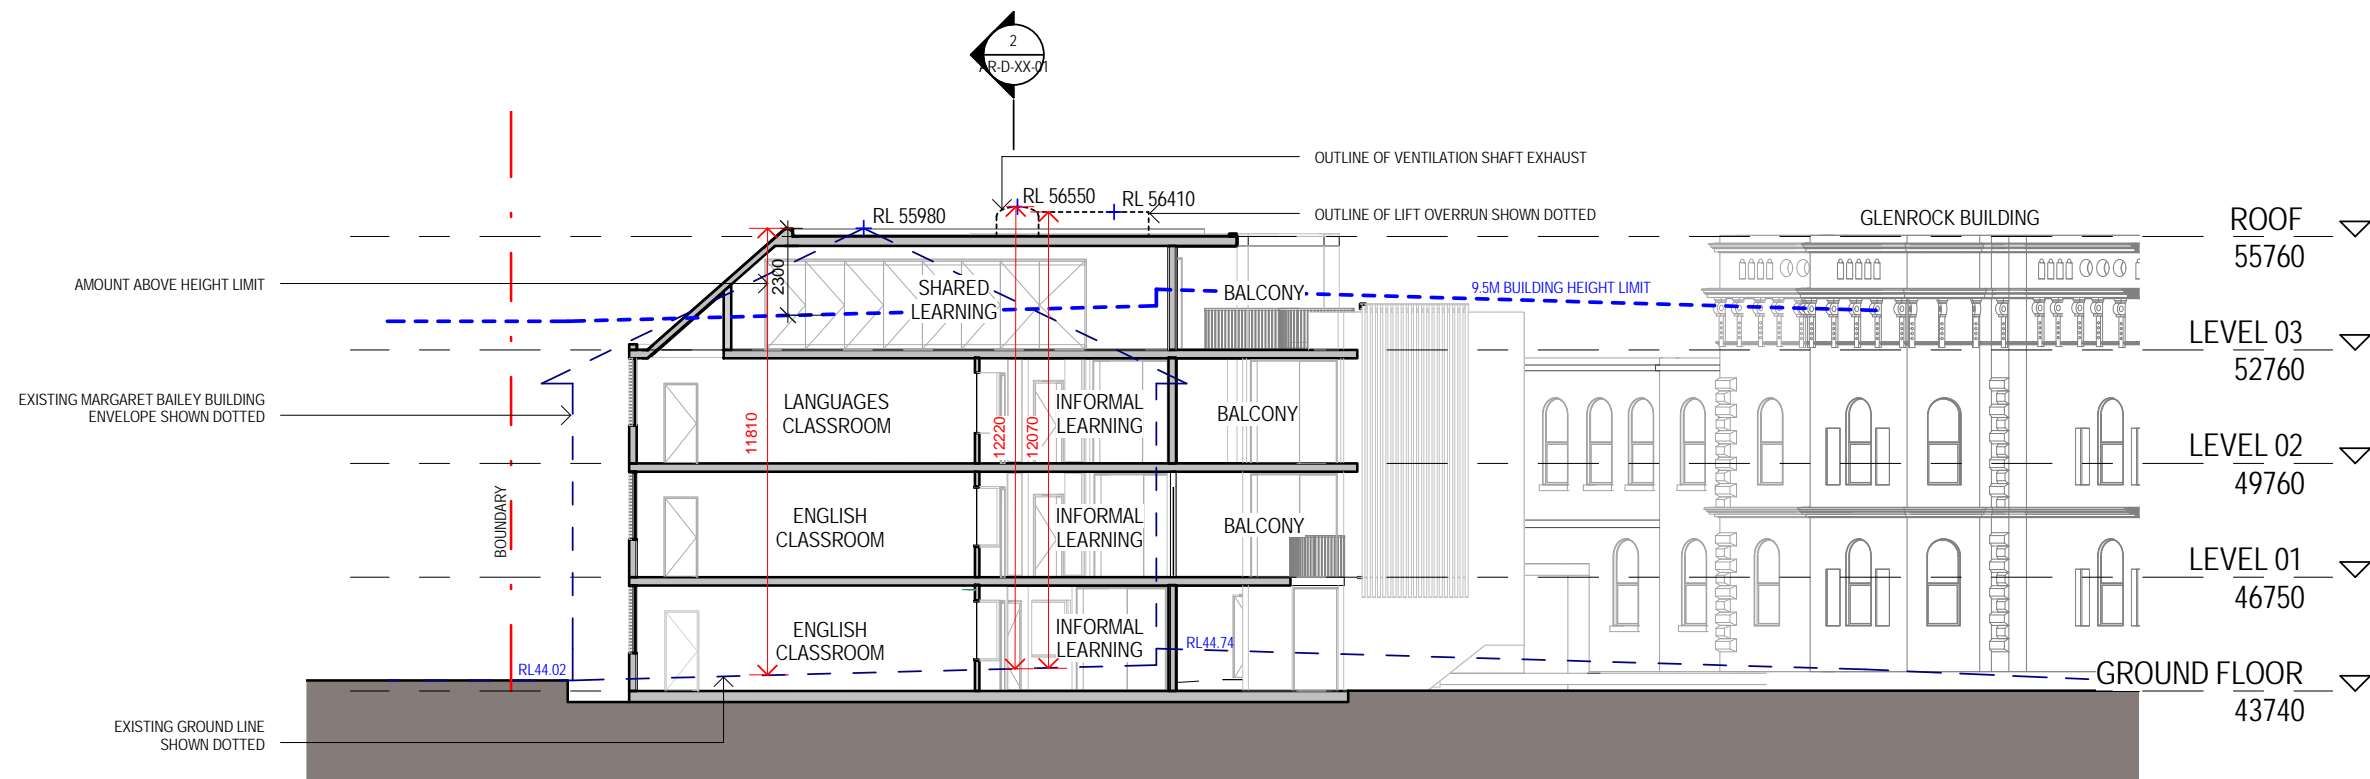 2
AR-D-XX-01
OUTLINE OF VENTILATION SHAFT EXHAUST
RL 56550
RL 56410
RL 55980
OUTLINE OF LIFT OVERRUN SHOWN DOTTED
GLENROCK BUILDING
ROOF
55760
AMOUNT ABOVE HEIGHT LIMIT
2300
SHARED
LEARNING
BALCONY
9.5M BUILDING HEIGHT LIMIT
LEVEL 03
52760
EXISTING MARGARET BAILEY BUILDING
ENVELOPE SHOWN DOTTED
LANGUAGES
CLASSROOM
11810
12220
12070
INFORMAL
LEARNING
BALCONY
LEVEL 02
49760
BOUNDARY
ENGLISH
CLASSROOM
INFORMAL
LEARNING
BALCONY
LEVEL 01
46750
ENGLISH
CLASSROOM
INFORMAL
LEARNING
RL44.02
RL44.74
GROUND FLOOR
43740
EXISTING GROUND LINE
SHOWN DOTTED